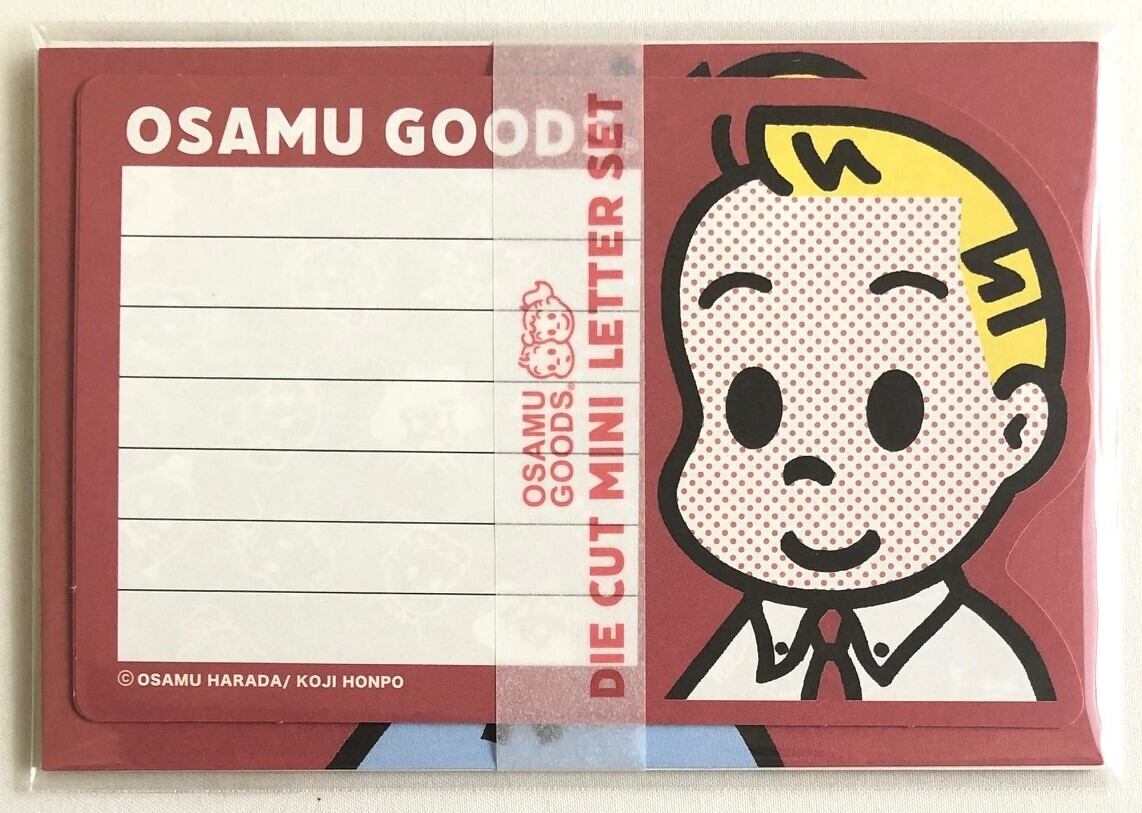 OSAMU GOODS
OSAMU
GOODS®
DIE CUT MINI LETTER SET
© OSAMU HARADA/ KOJI HONPO